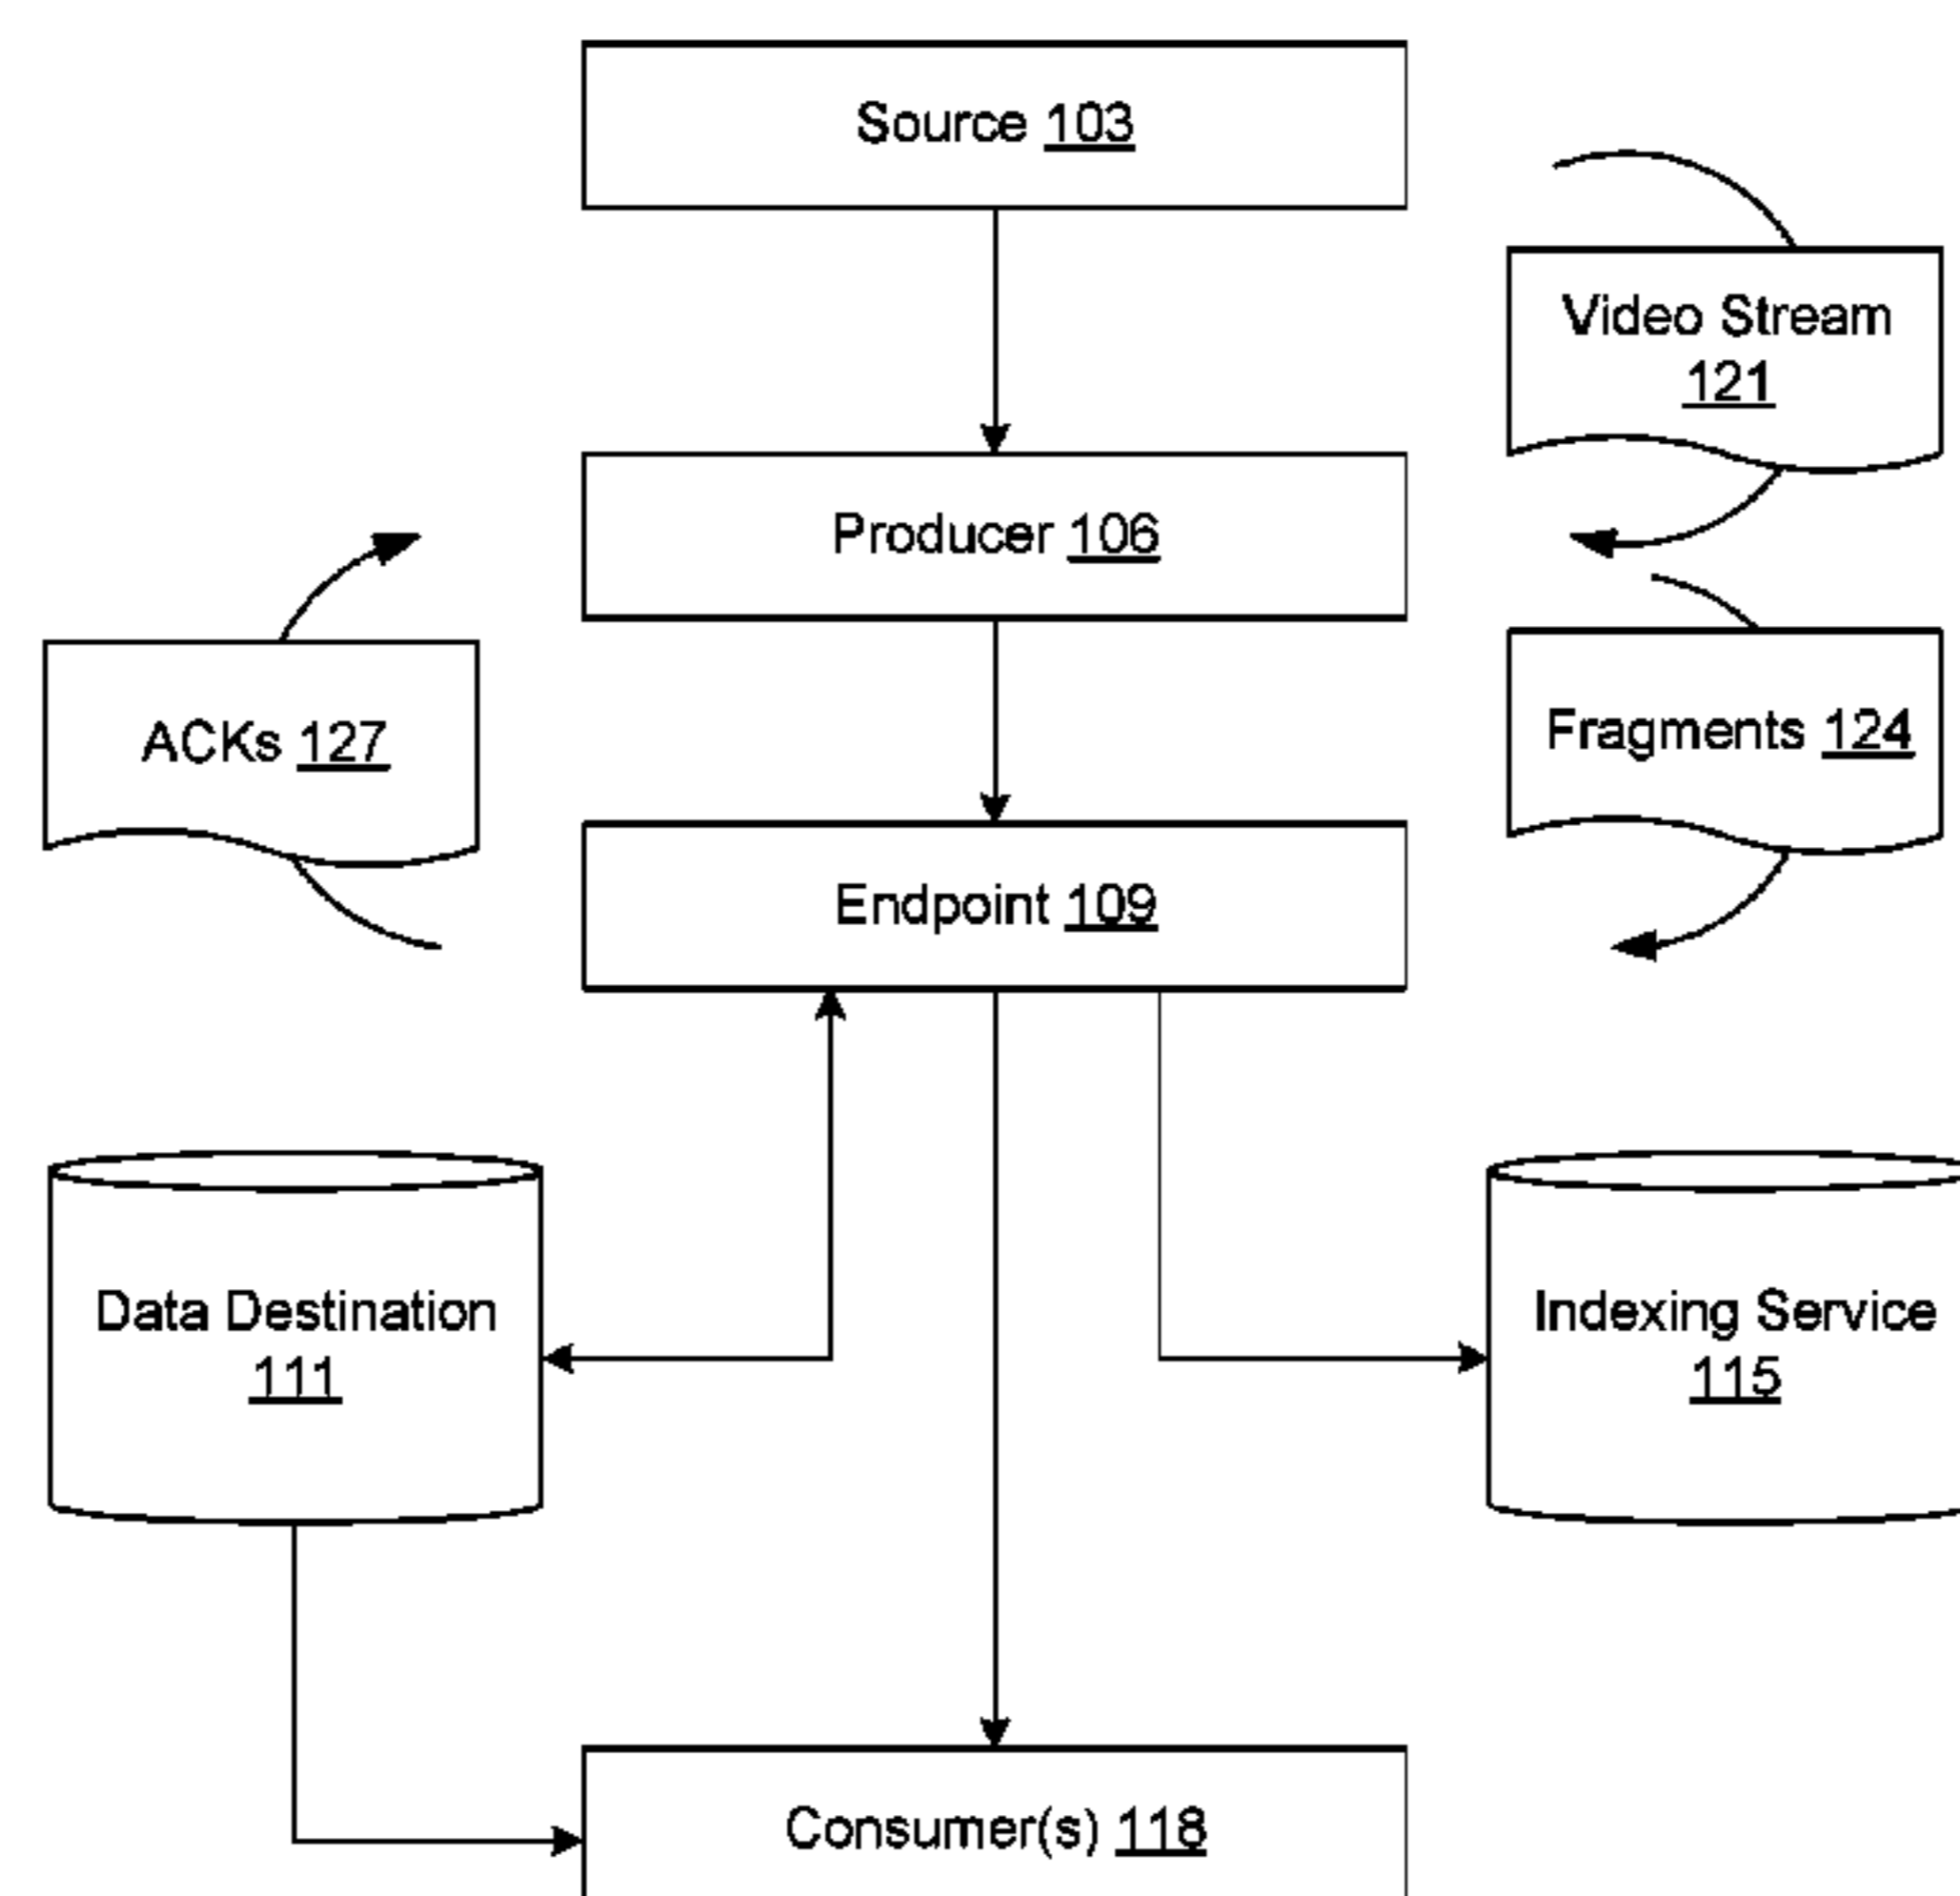 Source 103
Video Stream
121
Producer 106
ACKs 127
Fragments 124
Endpoint 109
Data Destination
111
Indexing Service
115
Consumer(s) 118